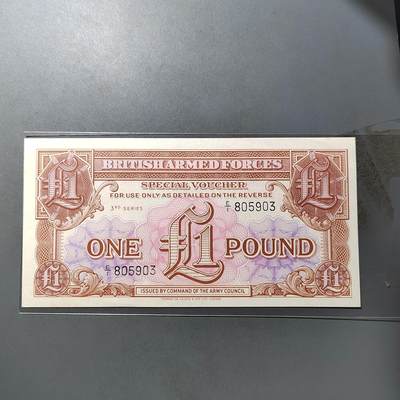 BRITISH ARMED FORCES
SPECIAL VOUCHER
FOR USE ONLY AS DETAILED ON THE REVERSE
£1
£1
3RD SERIES
E/1 805903
ONE £1 POUND
E/1 805903
£1
£1
ISSUED BY COMMAND OF THE ARMY COUNCIL